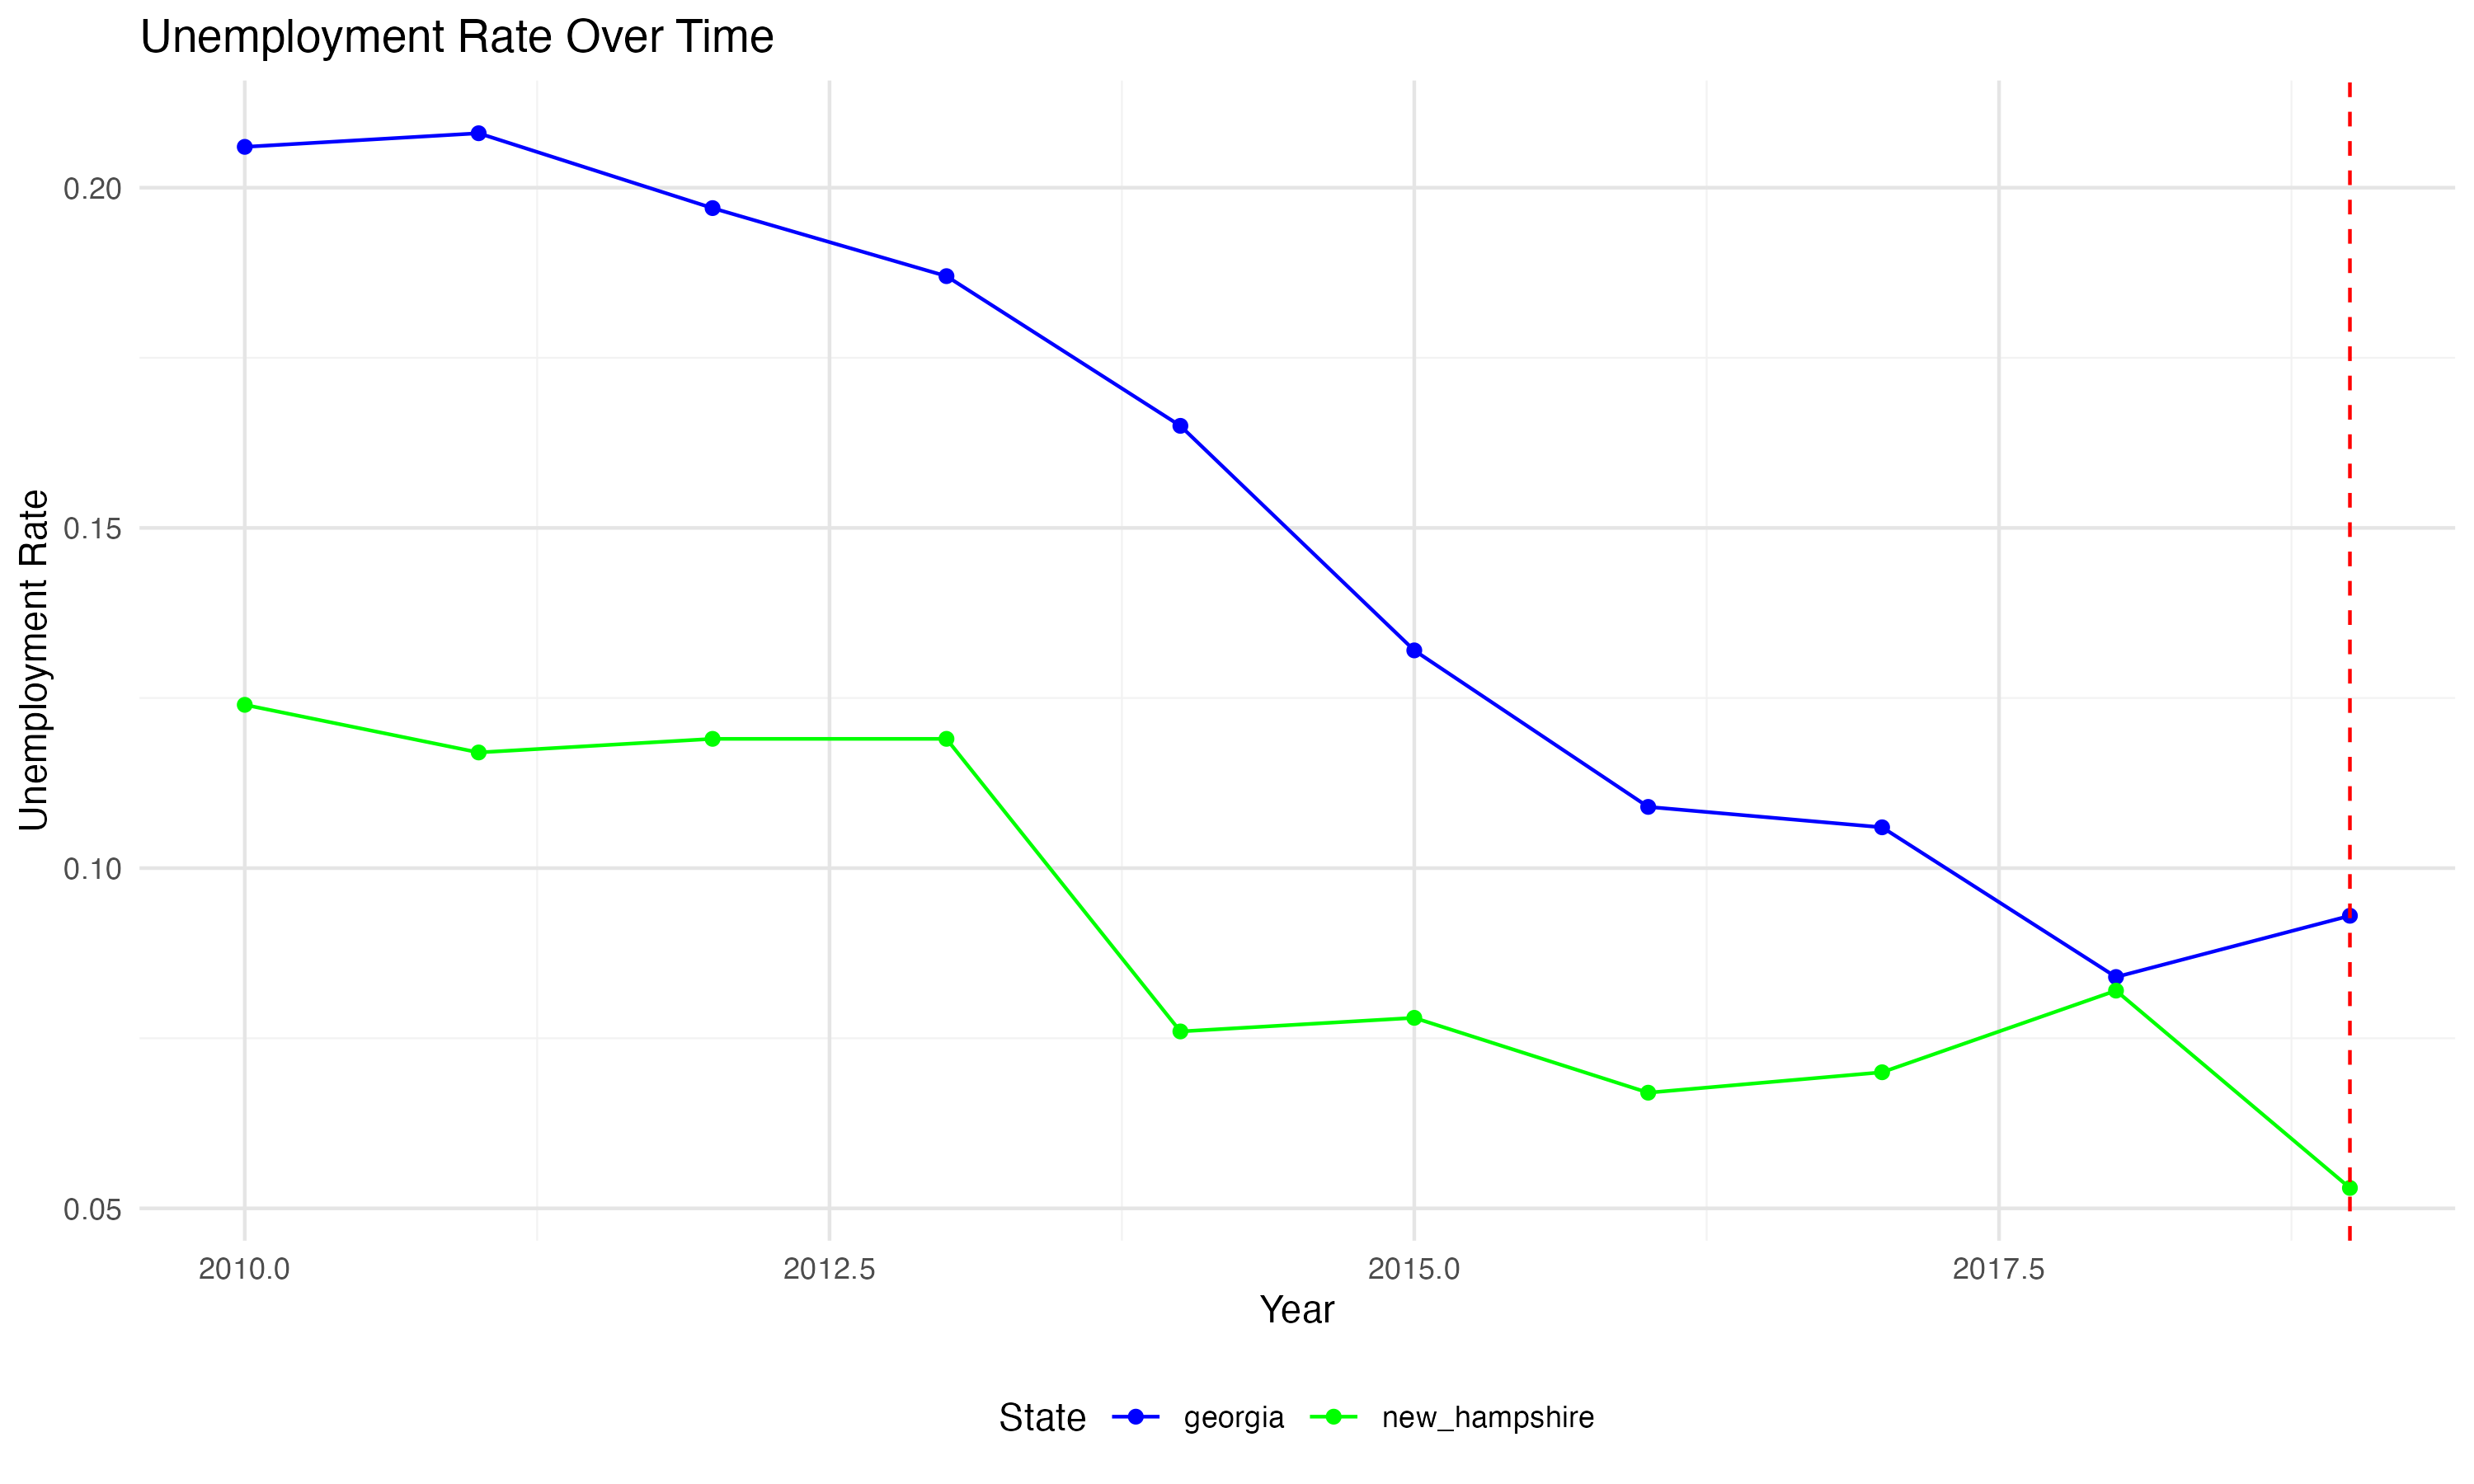 Unemployment Rate Over Time
Unemployment Rate
0.20
0.15
0.10
0.05
2010.0 2012.5 2015.0 2017.5
Year
State georgia new_hampshire